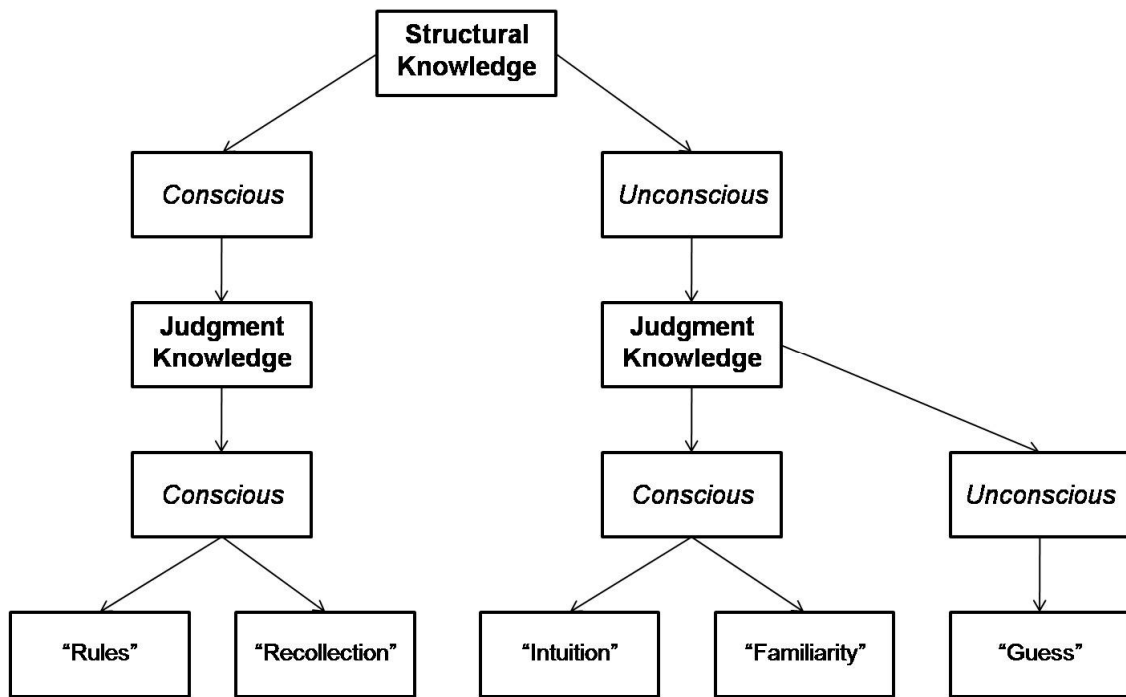 Structural
Knowledge
Conscious
Unconscious
Judgment
Knowledge
Judgment
Knowledge
Conscious
Conscious
Unconscious
“Rules”
“Recollection”
“Intuition”
“Familiarity”
“Guess”